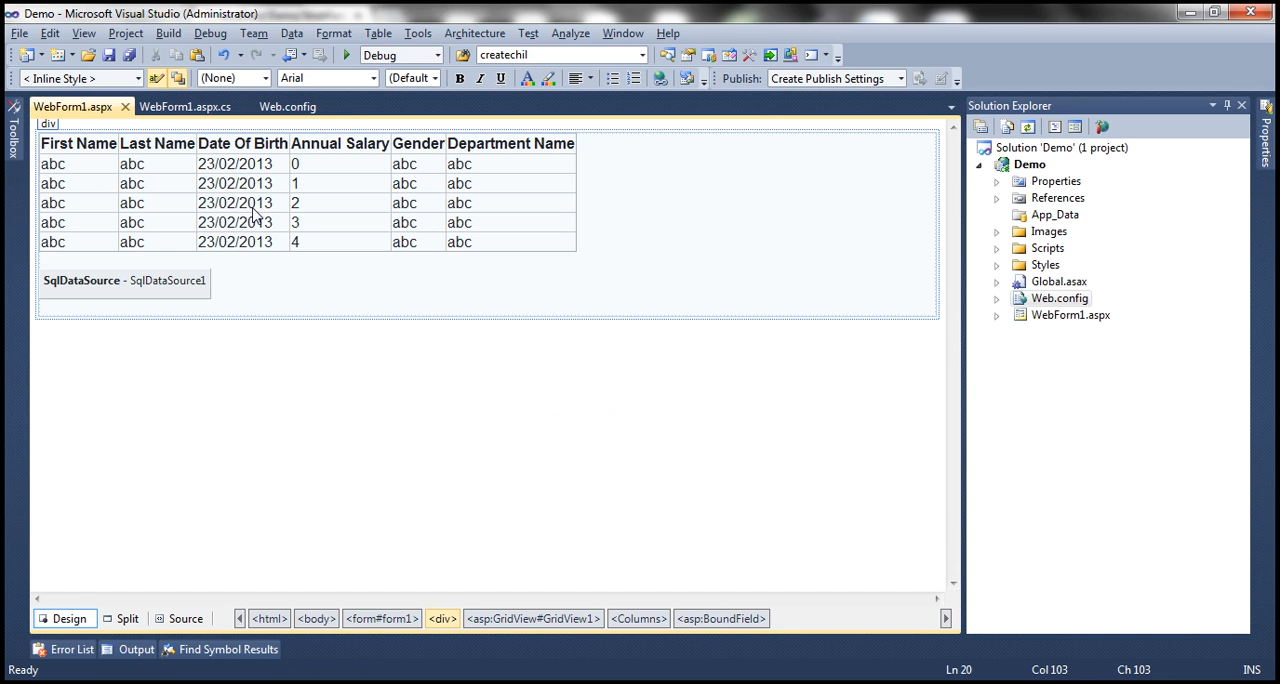 Demo - Microsoft Visual Studio (Administrator)
File Edit View Project Build Debug Team Data Format Table Tools Architecture Test Analyze Window Help
Debug createchil
< Inline Style > (None) Arial (Default B I U A Publish: Create Publish Settings
WebForm1.aspx WebForm1.aspx.cs Web.config
Toolbox
div
First Name Last Name Date Of Birth Annual Salary Gender Department Name
abc abc 23/02/2013 0 abc abc
abc abc 23/02/2013 1 abc abc
abc abc 23/02/2013 2 abc abc
abc abc 23/02/2013 3 abc abc
abc abc 23/02/2013 4 abc abc
SqlDataSource - SqlDataSource1
Design Split Source <html> <body> <form#form1> <div> <asp:GridView#GridView1> <Columns> <asp:BoundField>
Solution Explorer
Solution 'Demo' (1 project)
Demo
Properties
References
App_Data
Images
Scripts
Styles
Global.asax
Web.config
WebForm1.aspx
Properties
Error List Output Find Symbol Results
Ready Ln 20 Col 103 Ch 103 INS